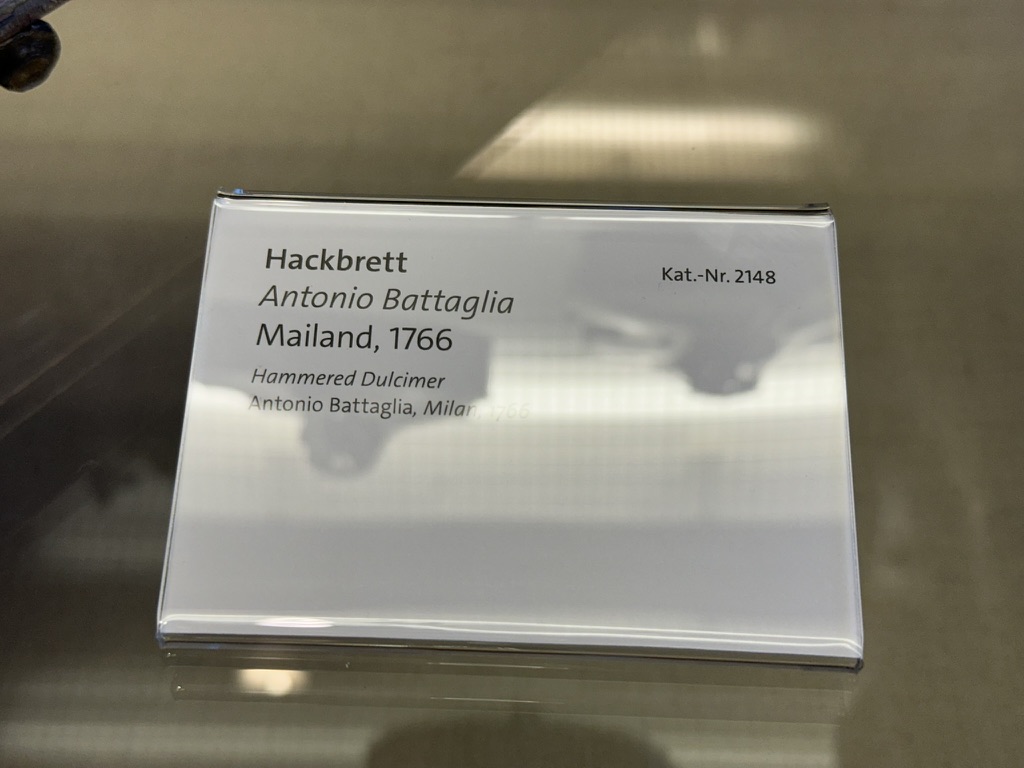 Hackbrett
Kat.-Nr. 2148
Antonio Battaglia
Mailand, 1766
Hammered Dulcimer
Antonio Battaglia, Milan, 1766